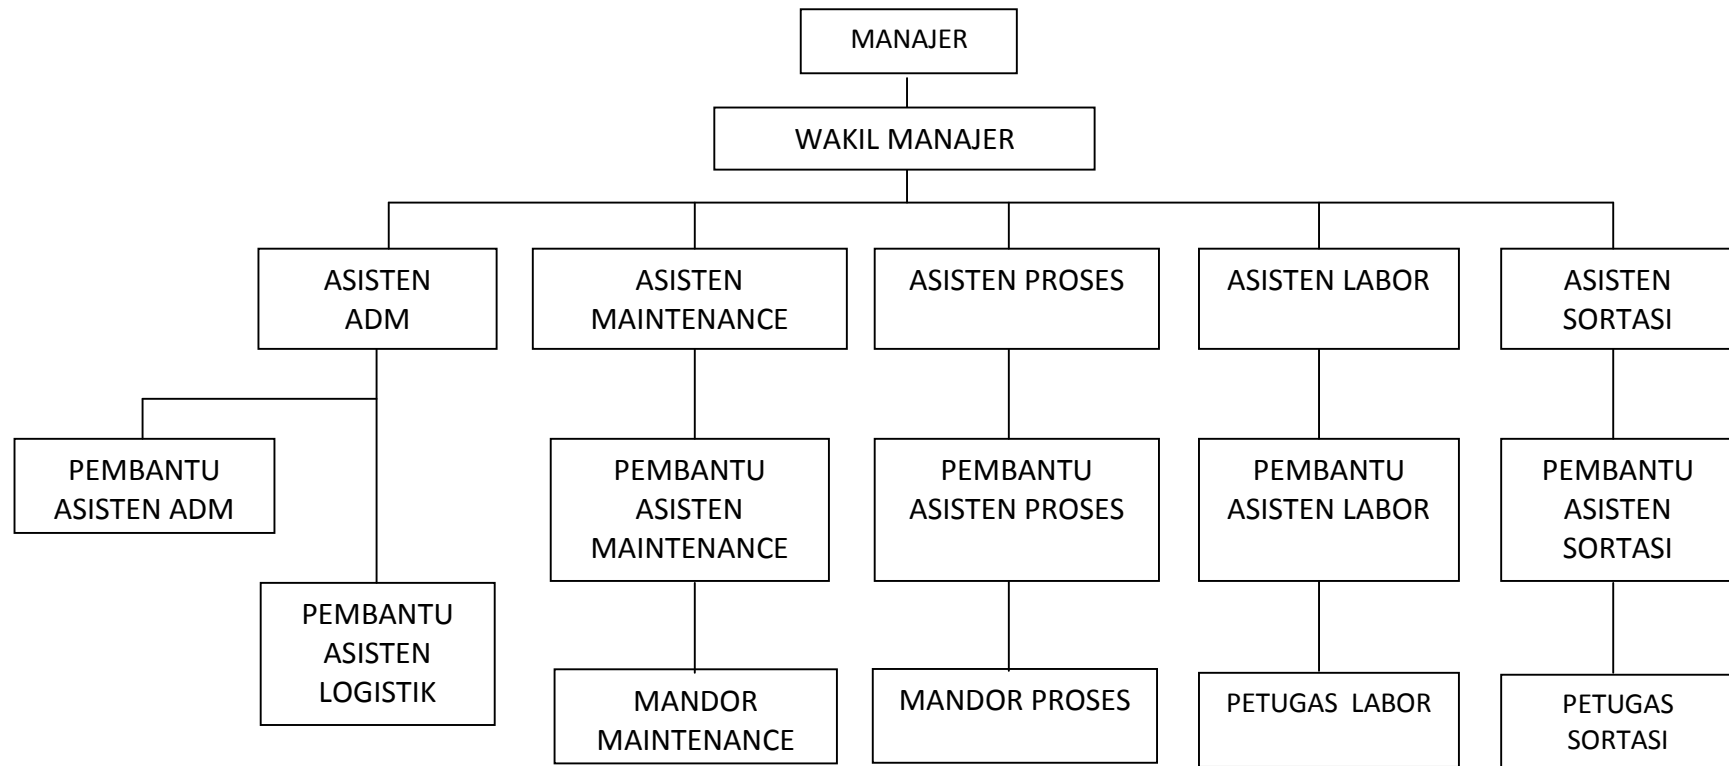 MANAJER
WAKIL MANAJER
ASISTEN
ADM
ASISTEN
MAINTENANCE
ASISTEN PROSES
ASISTEN LABOR
ASISTEN
SORTASI
PEMBANTU
ASISTEN ADM
PEMBANTU
ASISTEN
LOGISTIK
PEMBANTU
ASISTEN
MAINTENANCE
PEMBANTU
ASISTEN PROSES
PEMBANTU
ASISTEN LABOR
PEMBANTU
ASISTEN
SORTASI
MANDOR
MAINTENANCE
MANDOR PROSES
PETUGAS  LABOR
PETUGAS
SORTASI